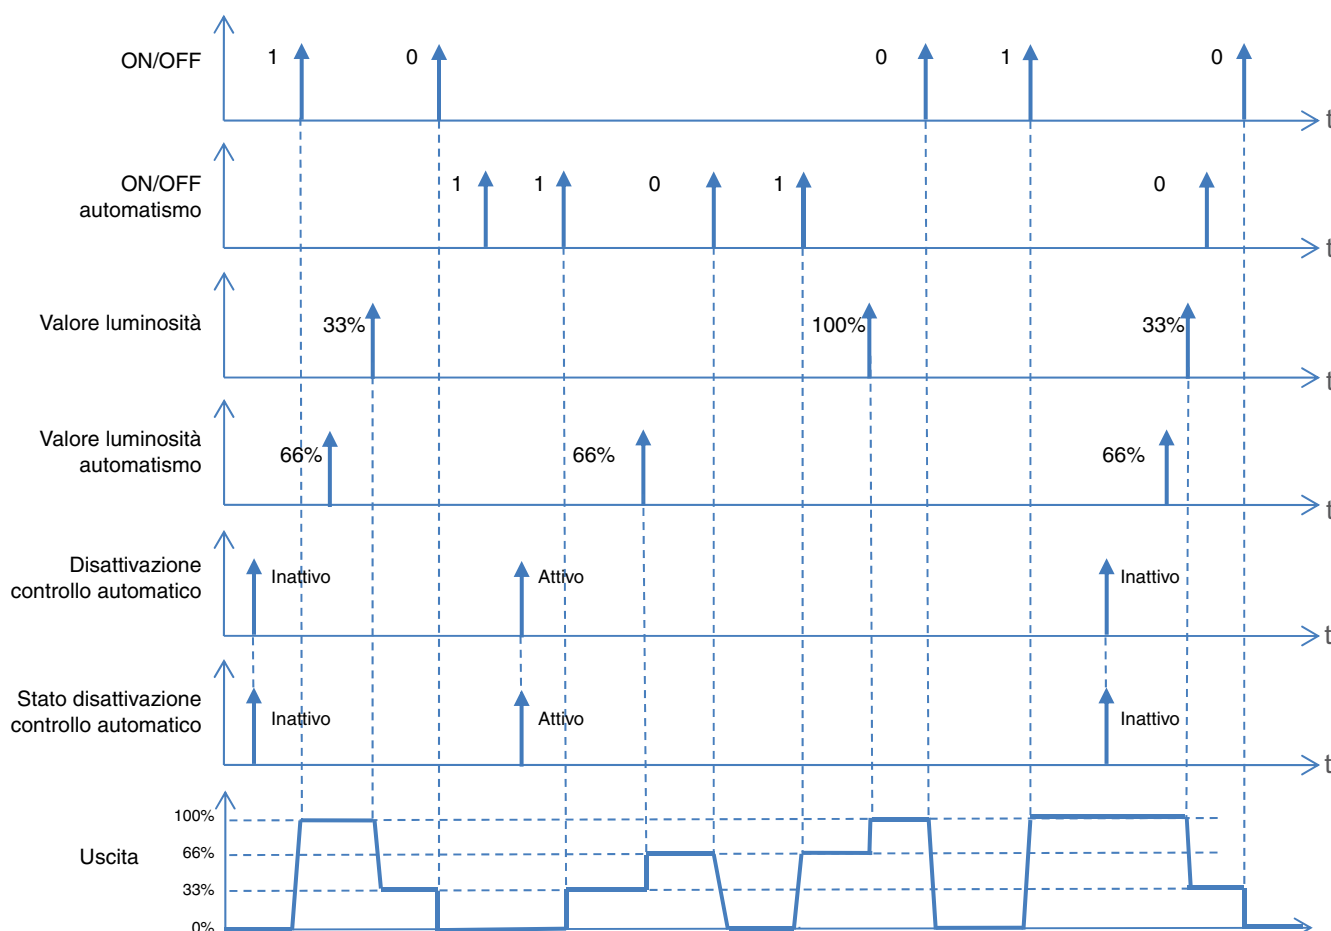 ON/OFF
1
0
0
1
0
t
ON/OFF
automatismo
1
1
0
1
0
t
Valore luminosità
33%
100%
33%
t
Valore luminosità
automatismo
66%
66%
66%
t
Disattivazione
controllo automatico
Inattivo
Attivo
Inattivo
t
Stato disattivazione
controllo automatico
Inattivo
Attivo
Inattivo
t
Uscita
100%
66%
33%
0%